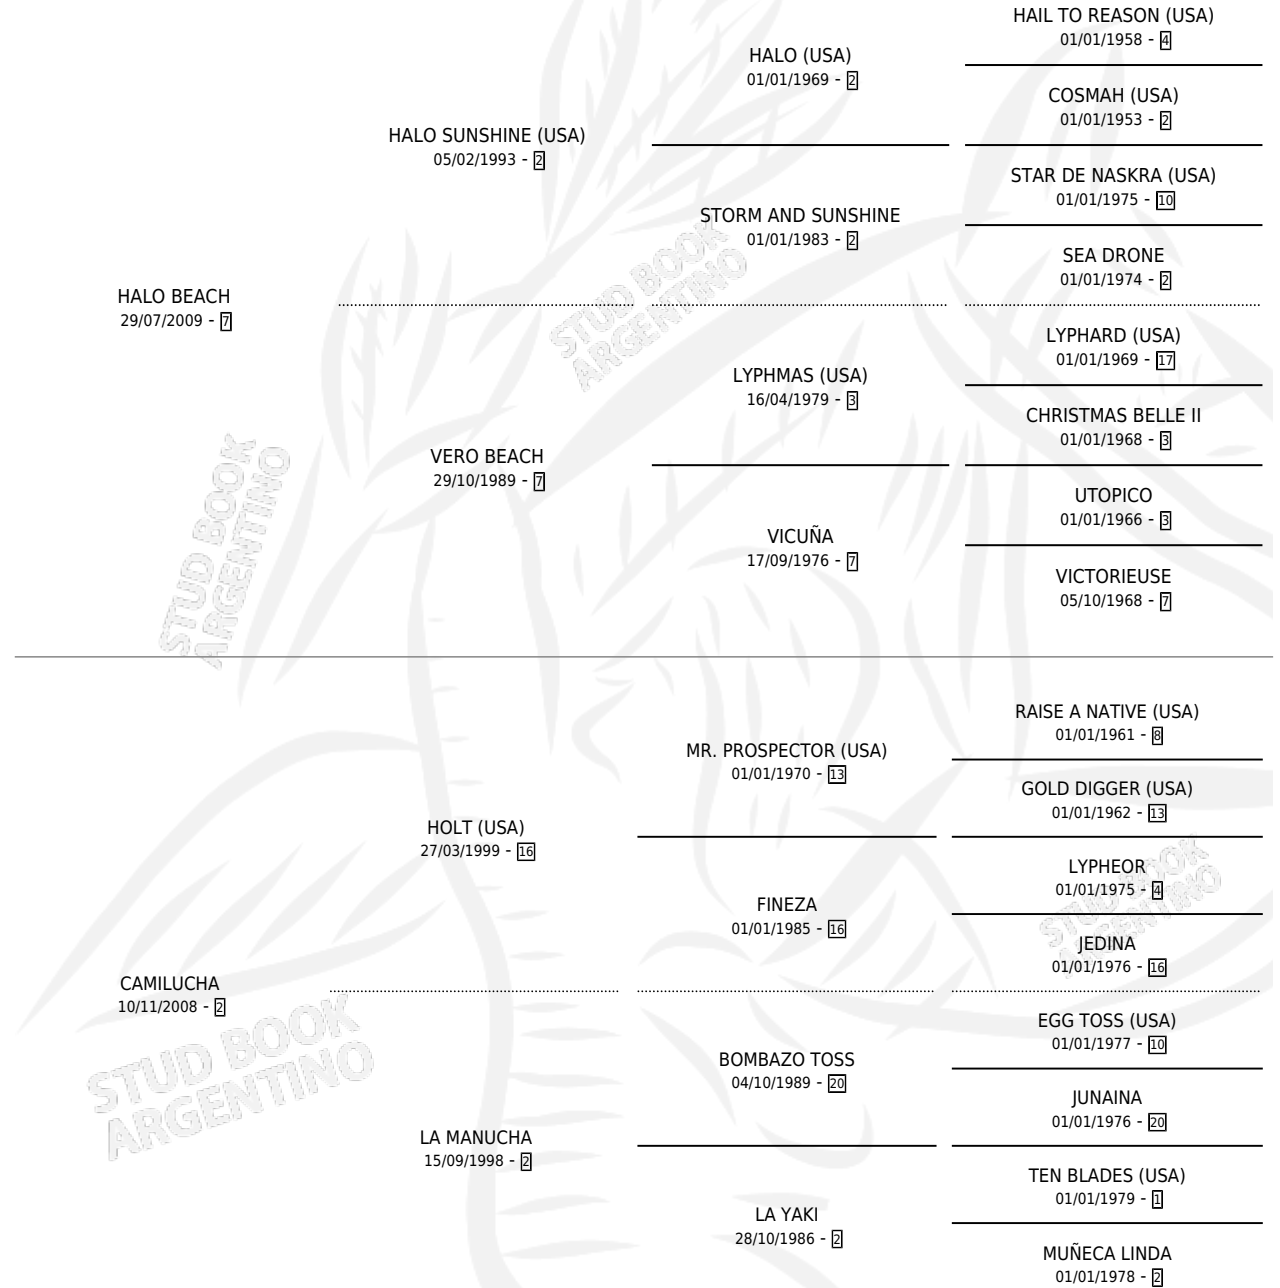 HAIL TO REASON (USA)
01/01/1958 - 4
HALO (USA)
01/01/1969 - 2
COSMAH (USA)
01/01/1953 - 2
HALO SUNSHINE (USA)
05/02/1993 - 2
STAR DE NASKRA (USA)
01/01/1975 - 10
STORM AND SUNSHINE
01/01/1983 - 2
SEA DRONE
01/01/1974 - 2
HALO BEACH
29/07/2009 - 7
LYPHARD (USA)
01/01/1969 - 17
LYPHMAS (USA)
16/04/1979 - 3
CHRISTMAS BELLE II
01/01/1968 - 3
VERO BEACH
29/10/1989 - 7
UTOPICO
01/01/1966 - 3
VICUÑA
17/09/1976 - 7
VICTORIEUSE
05/10/1968 - 7
RAISE A NATIVE (USA)
01/01/1961 - 8
MR. PROSPECTOR (USA)
01/01/1970 - 13
GOLD DIGGER (USA)
01/01/1962 - 13
HOLT (USA)
27/03/1999 - 16
LYPHEOR
01/01/1975 - 4
FINEZA
01/01/1985 - 16
JEDINA
01/01/1976 - 16
CAMILUCHA
10/11/2008 - 2
EGG TOSS (USA)
01/01/1977 - 10
BOMBAZO TOSS
04/10/1989 - 20
JUNAINA
01/01/1976 - 20
LA MANUCHA
15/09/1998 - 2
TEN BLADES (USA)
01/01/1979 - 1
LA YAKI
28/10/1986 - 2
MUÑECA LINDA
01/01/1978 - 2
STUD BOOK
ARGENTINO
STUD BOOK
ARGENTINO
STUD BOOK
ARGENTINO
STUD BOOK
ARGENTINO